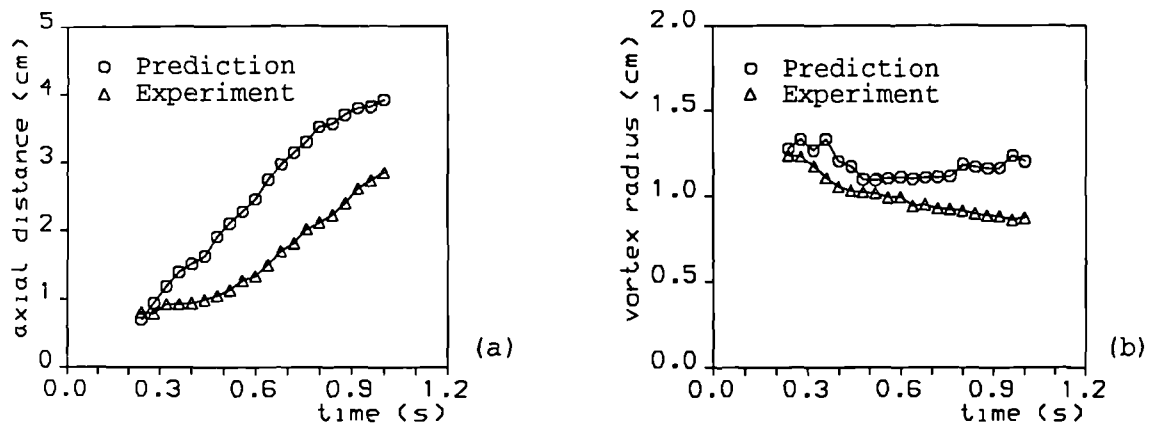 axial distance (cm)
5
4
3
2
1
0
Prediction
Experiment
0.0 0.3 0.6 0.9 1.2
time (s)
(a)
vortex radius (cm)
2.0
1.5
1.0
0.5
0.0
Prediction
Experiment
0.0 0.3 0.6 0.9 1.2
time (s)
(b)